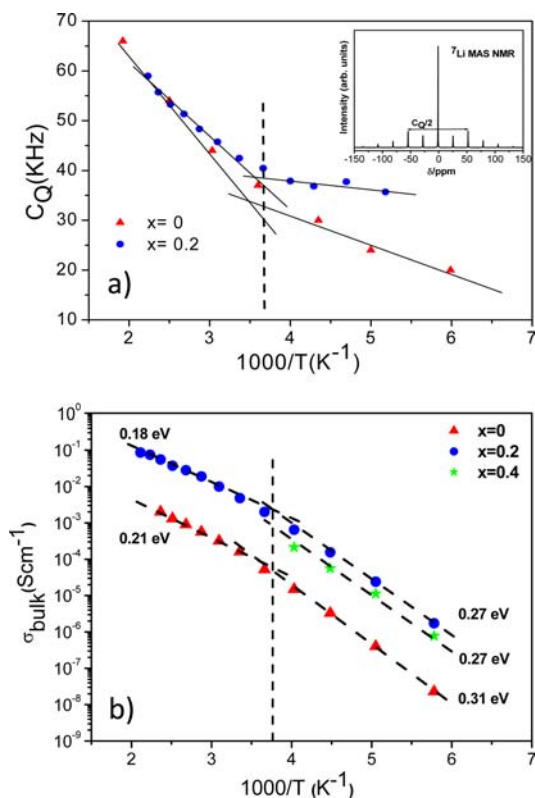 a)
70
60
50
40
30
20
10
C_Q(KHz)
x= 0
x= 0.2
2 3 4 5 6 7
1000/T(K⁻¹)
Intensity (arb. units)
⁷Li MAS NMR
C_Q/2
-150 -100 -50 0 50 100 150
δ/ppm
b)
10⁰
10⁻¹
10⁻²
10⁻³
10⁻⁴
10⁻⁵
10⁻⁶
10⁻⁷
10⁻⁸
10⁻⁹
σ_bulk(Scm⁻¹)
0.18 eV
0.21 eV
x=0
x=0.2
x=0.4
0.27 eV
0.27 eV
0.31 eV
2 3 4 5 6
1000/T (K⁻¹)